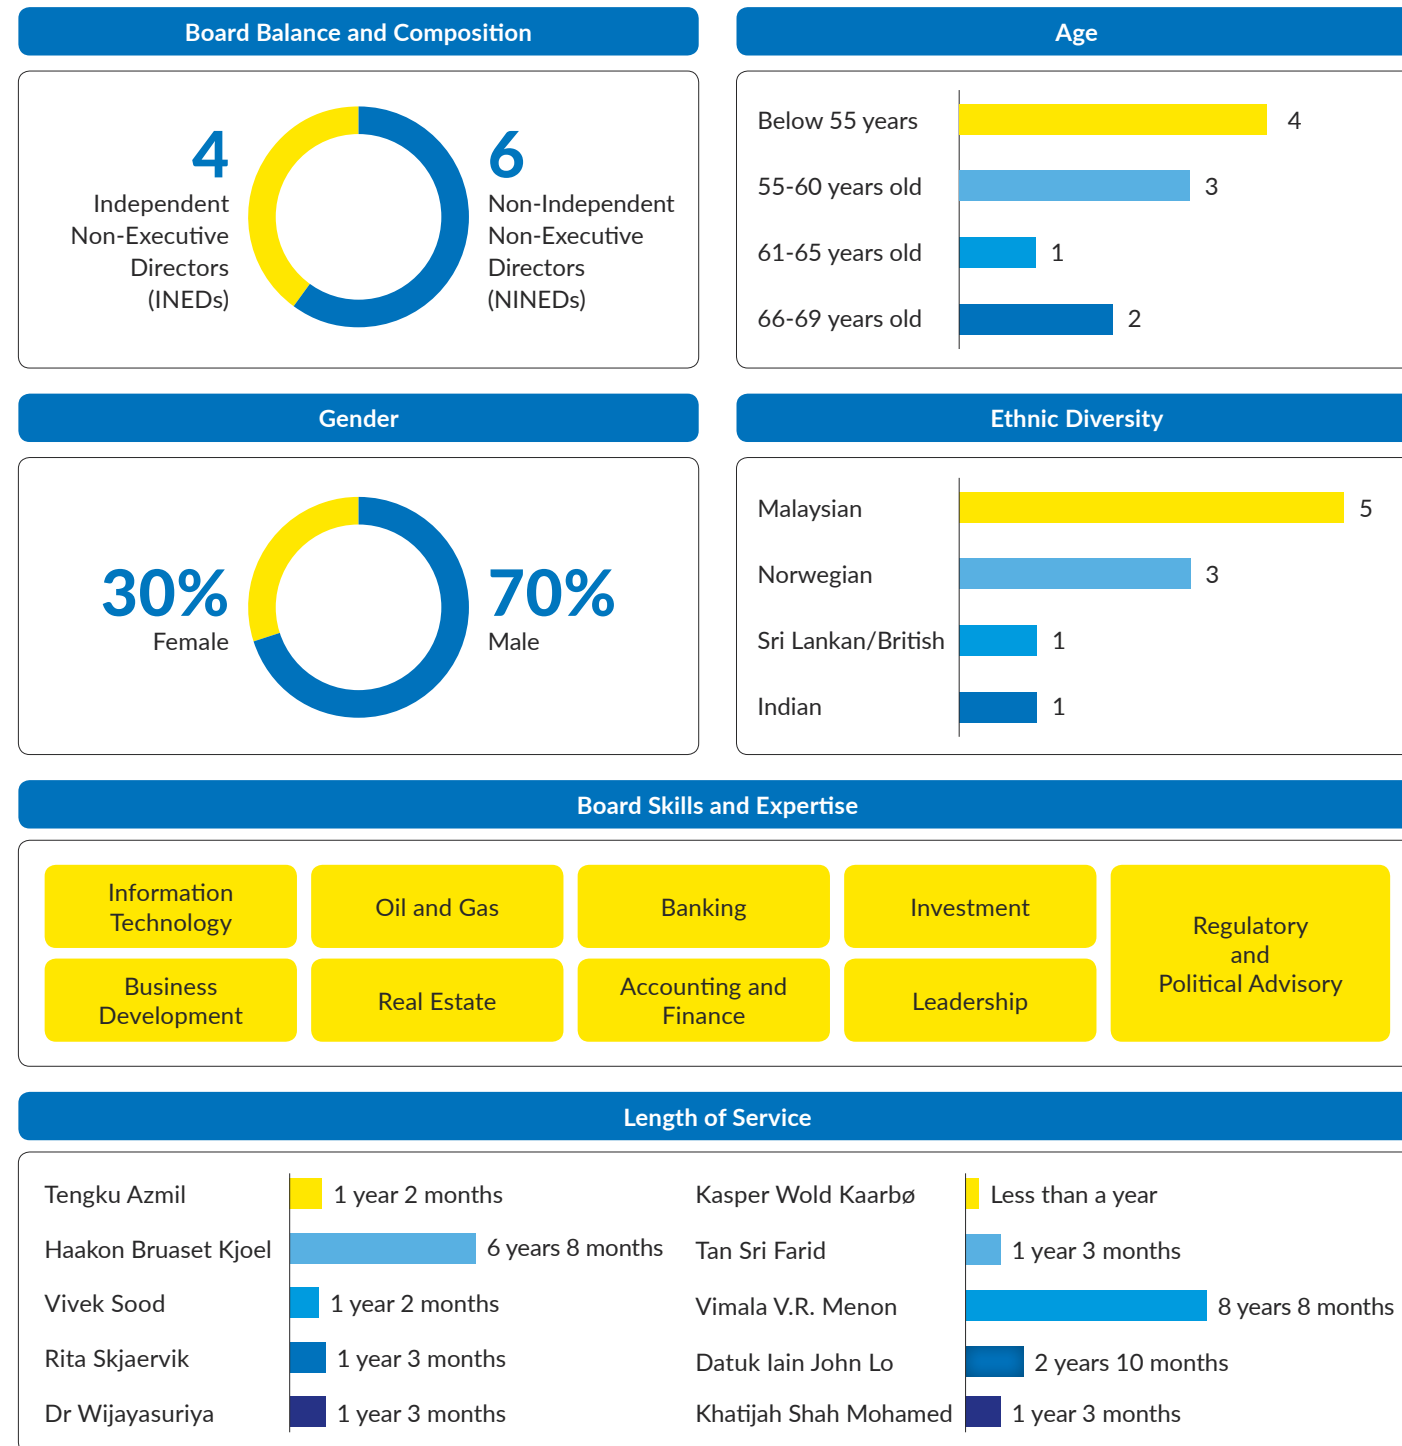 Board Balance and Composition
4
Independent
Non-Executive
Directors
(INEDs)
6
Non-Independent
Non-Executive
Directors
(NINEDs)
Age
Below 55 years 4
55-60 years old 3
61-65 years old 1
66-69 years old 2
Gender
30%
Female
70%
Male
Ethnic Diversity
Malaysian 5
Norwegian 3
Sri Lankan/British 1
Indian 1
Board Skills and Expertise
Information
Technology
Oil and Gas
Banking
Investment
Regulatory
and
Political Advisory
Business
Development
Real Estate
Accounting and
Finance
Leadership
Length of Service
Tengku Azmil 1 year 2 months
Haakon Bruaset Kjoel 6 years 8 months
Vivek Sood 1 year 2 months
Rita Skjaervik 1 year 3 months
Dr Wijayasuriya 1 year 3 months
Kasper Wold Kaarbø Less than a year
Tan Sri Farid 1 year 3 months
Vimala V.R. Menon 8 years 8 months
Datuk Iain John Lo 2 years 10 months
Khatijah Shah Mohamed 1 year 3 months